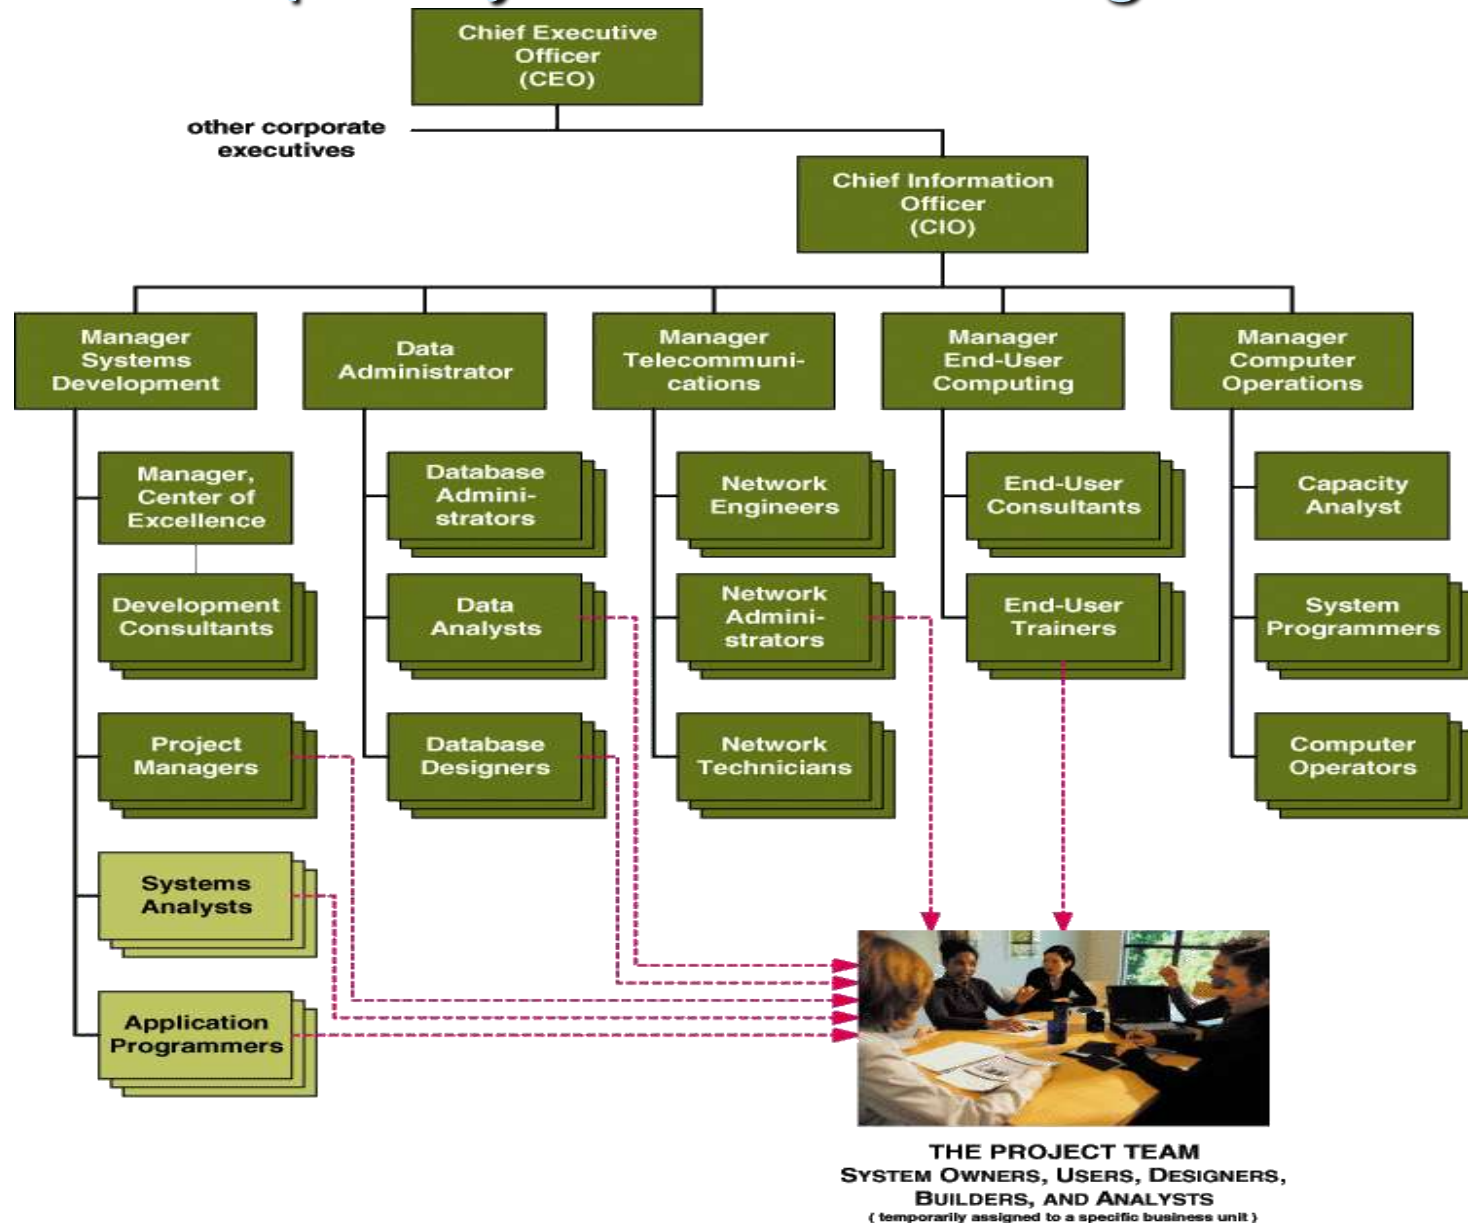 Chief Executive
Officer
(CEO)
other corporate
executives
Chief Information
Officer
(CIO)
Manager
Systems
Development
Data
Administrator
Manager
Telecommuni-
cations
Manager
End-User
Computing
Manager
Computer
Operations
Manager,
Center of
Excellence
Database
Admini-
strators
Network
Engineers
End-User
Consultants
Capacity
Analyst
Development
Consultants
Data
Analysts
Network
Admini-
strators
End-User
Trainers
System
Programmers
Project
Managers
Database
Designers
Network
Technicians
Computer
Operators
Systems
Analysts
Application
Programmers
THE PROJECT TEAM
SYSTEM OWNERS, USERS, DESIGNERS,
BUILDERS, AND ANALYSTS
( temporarily assigned to a specific business unit )